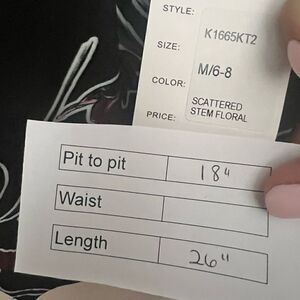 STYLE:
K1665KT2
SIZE:
M/6-8
COLOR:
SCATTERED
STEM FLORAL
PRICE:
Pit to pit 18"
Waist
Length 26"